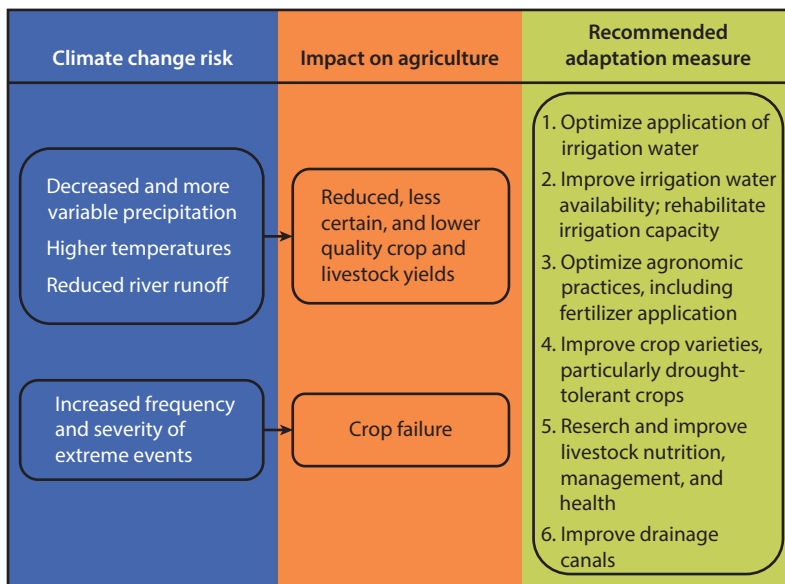 Climate change risk
Impact on agriculture
Recommended
adaptation measure
Decreased and more
variable precipitation
Higher temperatures
Reduced river runoff
Reduced, less
certain, and lower
quality crop and
livestock yields
Increased frequency
and severity of
extreme events
Crop failure
1. Optimize application of
irrigation water
2. Improve irrigation water
availability; rehabilitate
irrigation capacity
3. Optimize agronomic
practices, including
fertilizer application
4. Improve crop varieties,
particularly drought-
tolerant crops
5. Reserch and improve
livestock nutrition,
management, and
health
6. Improve drainage
canals